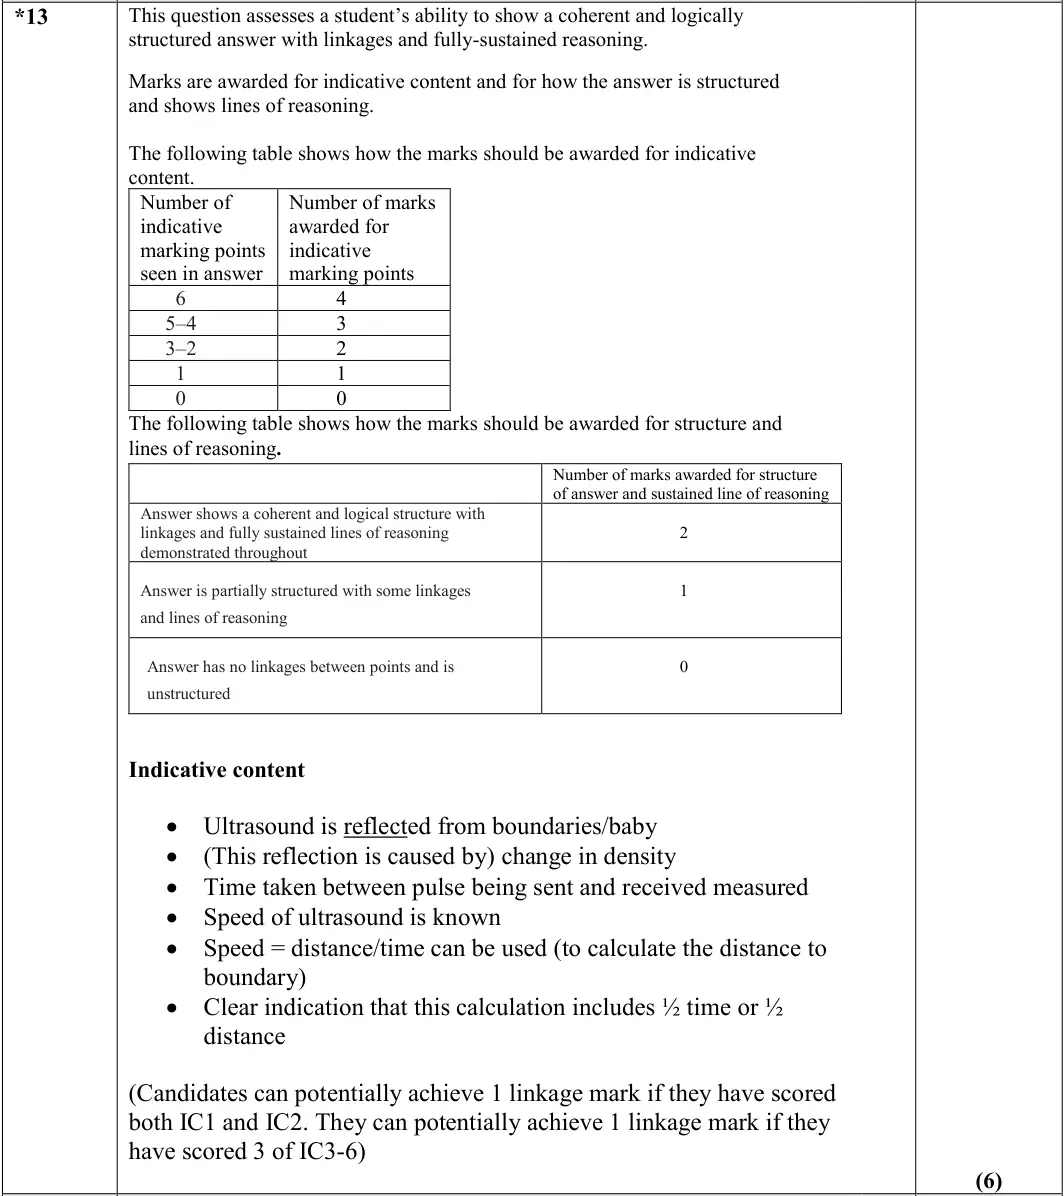 *13
This question assesses a student’s ability to show a coherent and logically
structured answer with linkages and fully-sustained reasoning.
Marks are awarded for indicative content and for how the answer is structured
and shows lines of reasoning.
The following table shows how the marks should be awarded for indicative
content.
Number of
indicative
marking points
seen in answer
Number of marks
awarded for
indicative
marking points
6 4
5–4 3
3–2 2
1 1
0 0
The following table shows how the marks should be awarded for structure and
lines of reasoning.
Number of marks awarded for structure
of answer and sustained line of reasoning
Answer shows a coherent and logical structure with
linkages and fully sustained lines of reasoning
demonstrated throughout
2
Answer is partially structured with some linkages
and lines of reasoning
1
Answer has no linkages between points and is
unstructured
0
Indicative content
• Ultrasound is reflected from boundaries/baby
• (This reflection is caused by) change in density
• Time taken between pulse being sent and received measured
• Speed of ultrasound is known
• Speed = distance/time can be used (to calculate the distance to
boundary)
• Clear indication that this calculation includes ½ time or ½
distance
(Candidates can potentially achieve 1 linkage mark if they have scored
both IC1 and IC2. They can potentially achieve 1 linkage mark if they
have scored 3 of IC3-6)
(6)